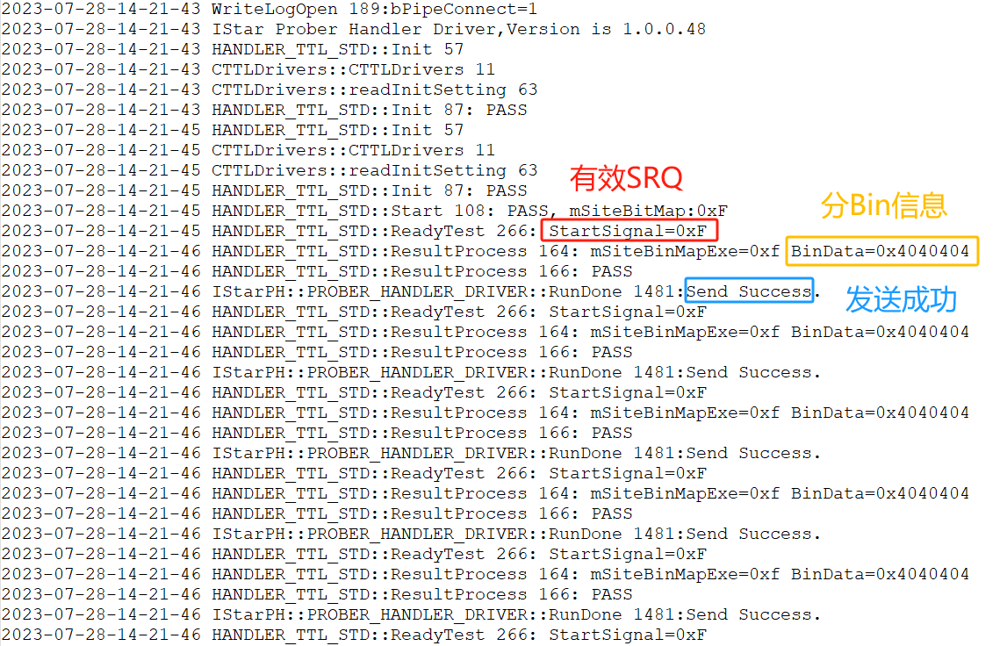 2023-07-28-14-21-43 WriteLogOpen 189:bPipeConnect=1
2023-07-28-14-21-43 IStar Prober Handler Driver,Version is 1.0.0.48
2023-07-28-14-21-43 HANDLER_TTL_STD::Init 57
2023-07-28-14-21-43 CTTLDrivers::CTTLDrivers 11
2023-07-28-14-21-43 CTTLDrivers::readInitSetting 63
2023-07-28-14-21-43 HANDLER_TTL_STD::Init 87: PASS
2023-07-28-14-21-45 HANDLER_TTL_STD::Init 57
2023-07-28-14-21-45 CTTLDrivers::CTTLDrivers 11
2023-07-28-14-21-45 CTTLDrivers::readInitSetting 63
有效SRQ
2023-07-28-14-21-45 HANDLER_TTL_STD::Init 87: PASS
分Bin信息
2023-07-28-14-21-45 HANDLER_TTL_STD::Start 108: PASS, mSiteBitMap:0xF
2023-07-28-14-21-45 HANDLER_TTL_STD::ReadyTest 266: StartSignal=0xF
2023-07-28-14-21-46 HANDLER_TTL_STD::ResultProcess 164: mSiteBinMapExe=0xf BinData=0x4040404
2023-07-28-14-21-46 HANDLER_TTL_STD::ResultProcess 166: PASS
2023-07-28-14-21-46 IStarPH::PROBER_HANDLER_DRIVER::RunDone 1481:Send Success.
发送成功
2023-07-28-14-21-46 HANDLER_TTL_STD::ReadyTest 266: StartSignal=0xF
2023-07-28-14-21-46 HANDLER_TTL_STD::ResultProcess 164: mSiteBinMapExe=0xf BinData=0x4040404
2023-07-28-14-21-46 HANDLER_TTL_STD::ResultProcess 166: PASS
2023-07-28-14-21-46 IStarPH::PROBER_HANDLER_DRIVER::RunDone 1481:Send Success.
2023-07-28-14-21-46 HANDLER_TTL_STD::ReadyTest 266: StartSignal=0xF
2023-07-28-14-21-46 HANDLER_TTL_STD::ResultProcess 164: mSiteBinMapExe=0xf BinData=0x4040404
2023-07-28-14-21-46 HANDLER_TTL_STD::ResultProcess 166: PASS
2023-07-28-14-21-46 IStarPH::PROBER_HANDLER_DRIVER::RunDone 1481:Send Success.
2023-07-28-14-21-46 HANDLER_TTL_STD::ReadyTest 266: StartSignal=0xF
2023-07-28-14-21-46 HANDLER_TTL_STD::ResultProcess 164: mSiteBinMapExe=0xf BinData=0x4040404
2023-07-28-14-21-46 HANDLER_TTL_STD::ResultProcess 166: PASS
2023-07-28-14-21-46 IStarPH::PROBER_HANDLER_DRIVER::RunDone 1481:Send Success.
2023-07-28-14-21-46 HANDLER_TTL_STD::ReadyTest 266: StartSignal=0xF
2023-07-28-14-21-46 HANDLER_TTL_STD::ResultProcess 164: mSiteBinMapExe=0xf BinData=0x4040404
2023-07-28-14-21-46 HANDLER_TTL_STD::ResultProcess 166: PASS
2023-07-28-14-21-46 IStarPH::PROBER_HANDLER_DRIVER::RunDone 1481:Send Success.
2023-07-28-14-21-46 HANDLER_TTL_STD::ReadyTest 266: StartSignal=0xF